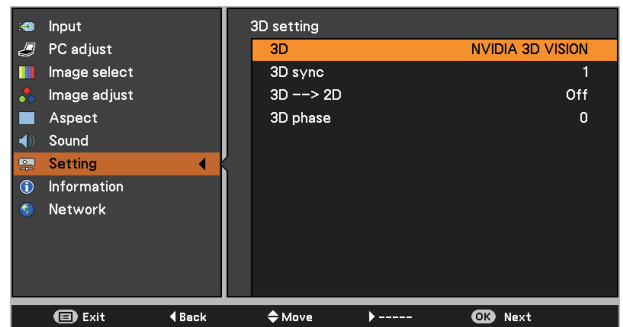 Input
PC adjust
Image select
Image adjust
Aspect
Sound
Setting
Information
Network
3D setting
3D NVIDIA 3D VISION
3D sync 1
3D --> 2D Off
3D phase 0
Exit Back Move ----- OK Next